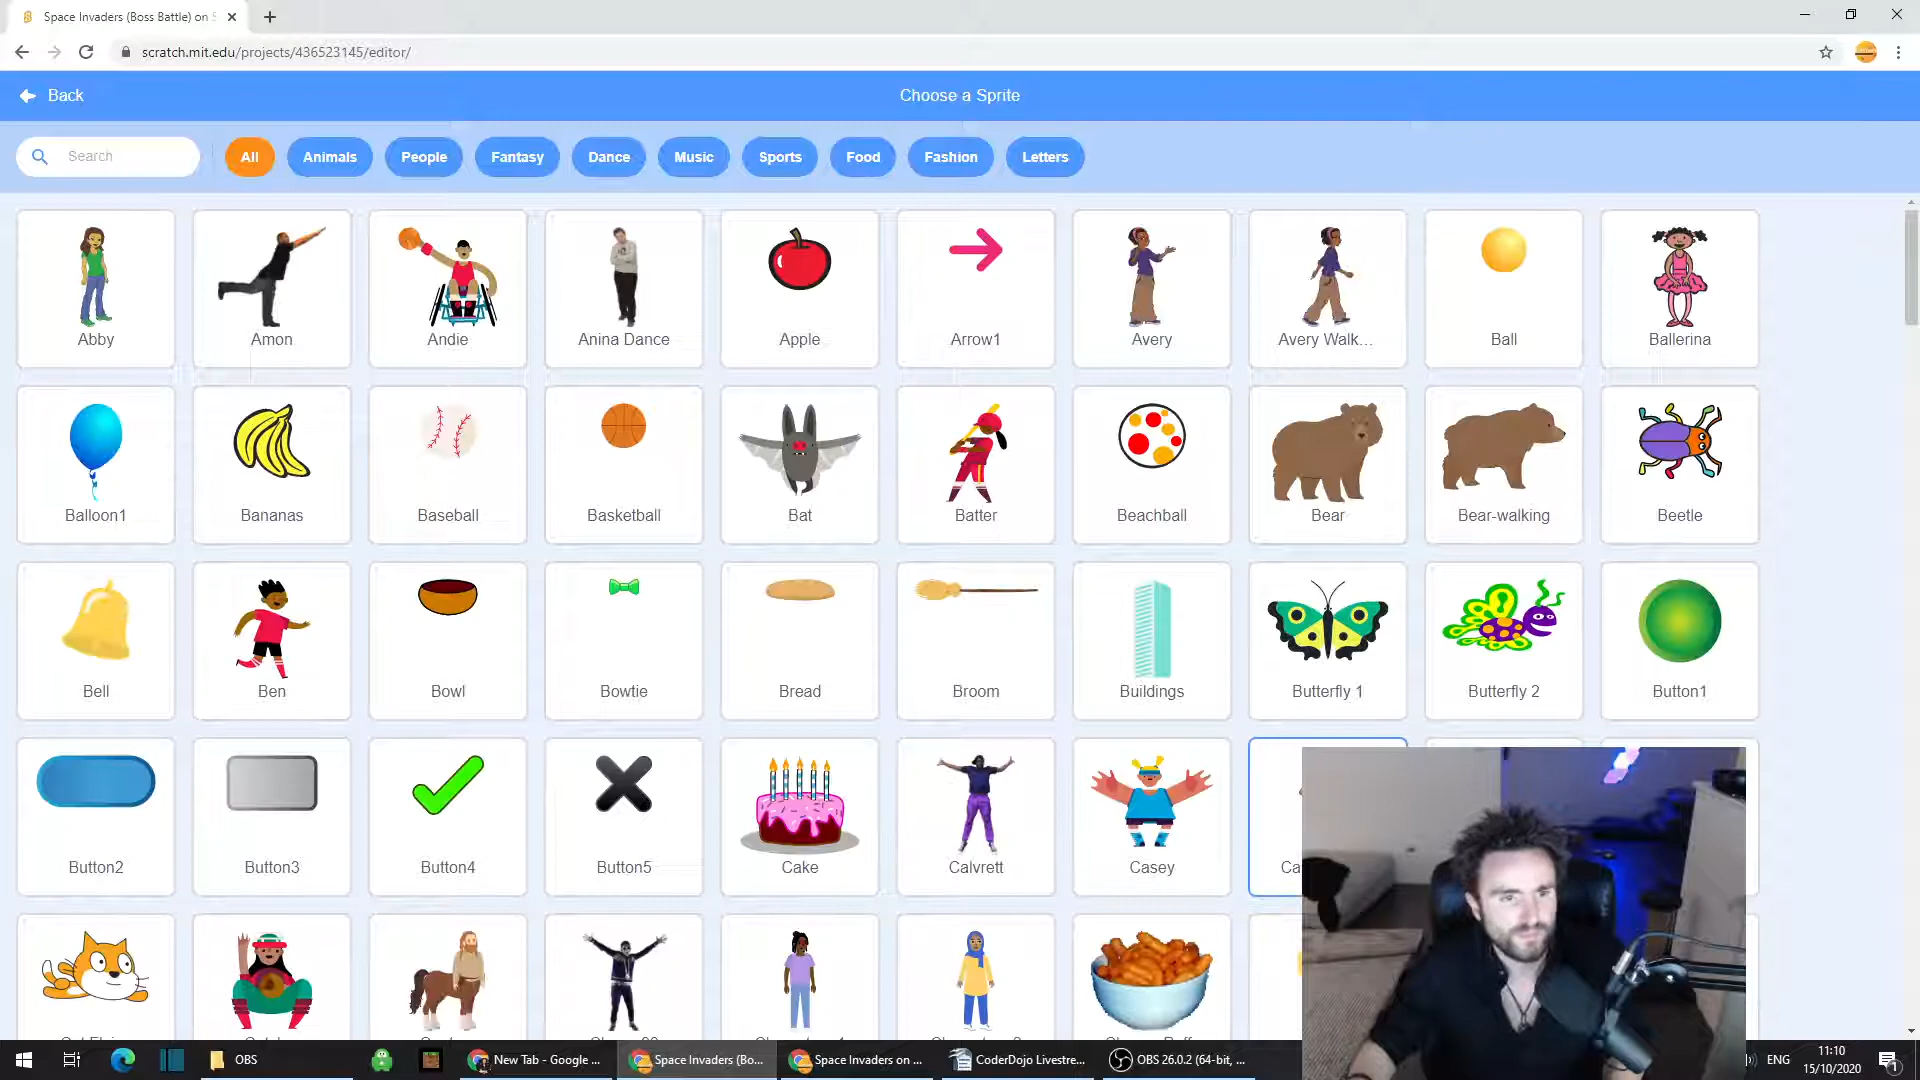 Space Invaders (Boss Battle) on S
scratch.mit.edu/projects/436523145/editor/
Back
Choose a Sprite
Search
All
Animals
People
Fantasy
Dance
Music
Sports
Food
Fashion
Letters
Abby
Amon
Andie
Anina Dance
Apple
Arrow1
Avery
Avery Walk...
Ball
Ballerina
Balloon1
Bananas
Baseball
Basketball
Bat
Batter
Beachball
Bear
Bear-walking
Beetle
Bell
Ben
Bowl
Bowtie
Bread
Broom
Buildings
Butterfly 1
Butterfly 2
Button1
Button2
Button3
Button4
Button5
Cake
Calvrett
Casey
Ca
OBS
New Tab - Google ...
Space Invaders (Bo...
Space Invaders on ...
CoderDojo Livestre...
OBS 26.0.2 (64-bit, ...
ENG
11:10
15/10/2020
1